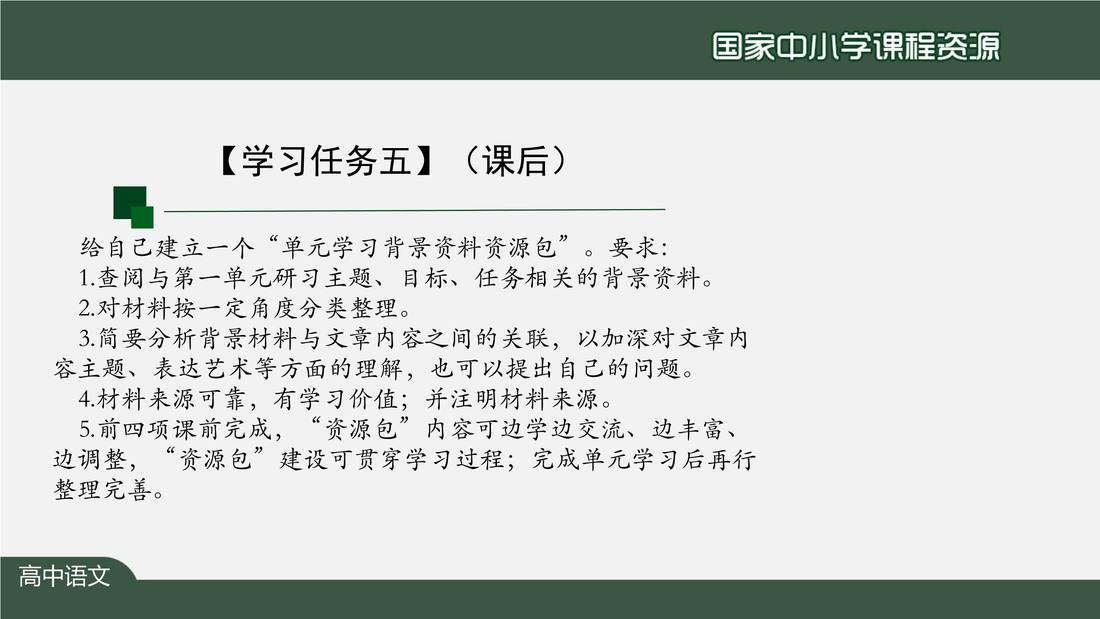 国家中小学课程资源
【学习任务五】（课后）
给自己建立一个“单元学习背景资料资源包”。要求：
1.查阅与第一单元研习主题、目标、任务相关的背景资料。
2.对材料按一定角度分类整理。
3.简要分析背景材料与文章内容之间的关联，以加深对文章内
容主题、表达艺术等方面的理解，也可以提出自己的问题。
4.材料来源可靠，有学习价值；并注明材料来源。
5.前四项课前完成，“资源包”内容可边学边交流、边丰富、
边调整，“资源包”建设可贯穿学习过程；完成单元学习后再行
整理完善。
高中语文